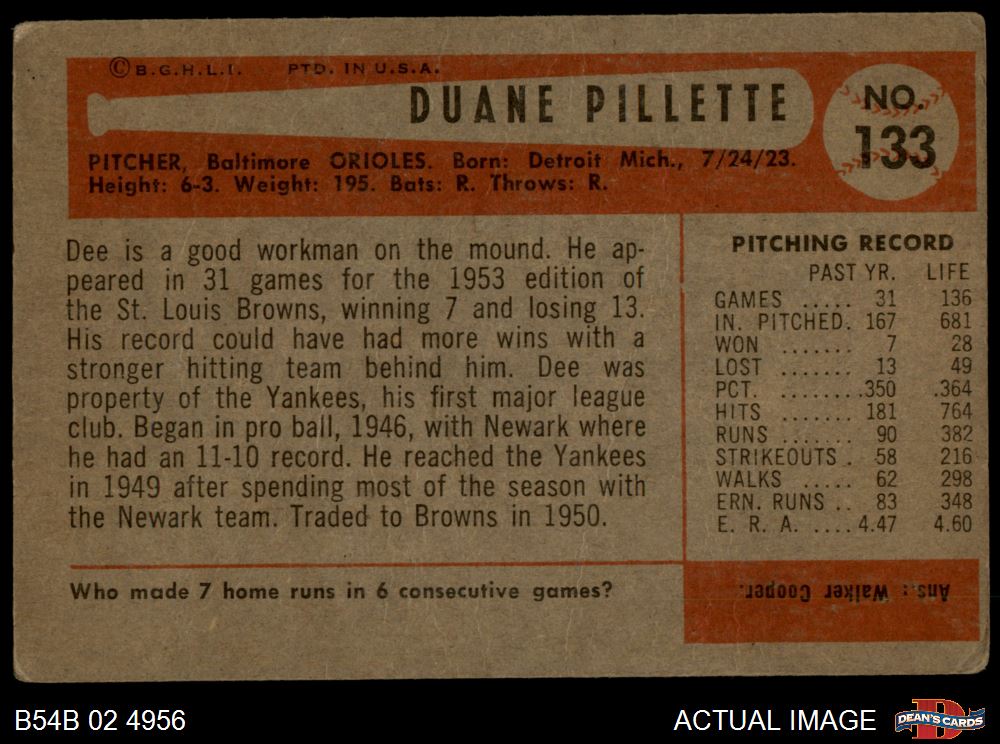 © B.G.H.L.I. PTD. IN U.S.A.
DUANE PILLETTE
NO.
133
PITCHER, Baltimore ORIOLES. Born: Detroit Mich., 7/24/23.
Height: 6-3. Weight: 195. Bats: R. Throws: R.
Dee is a good workman on the mound. He ap-
peared in 31 games for the 1953 edition of
the St. Louis Browns, winning 7 and losing 13.
His record could have had more wins with a
stronger hitting team behind him. Dee was
property of the Yankees, his first major league
club. Began in pro ball, 1946, with Newark where
he had an 11-10 record. He reached the Yankees
in 1949 after spending most of the season with
the Newark team. Traded to Browns in 1950.
PITCHING RECORD
PAST YR. LIFE
GAMES ..... 31 136
IN. PITCHED. 167 681
WON ....... 7 28
LOST ....... 13 49
PCT. ........ .350 .364
HITS ....... 181 764
RUNS ....... 90 382
STRIKEOUTS . 58 216
WALKS ..... 62 298
ERN. RUNS .. 83 348
E. R. A. .... 4.47 4.60
Who made 7 home runs in 6 consecutive games?
Ans.: Walker Cooper.
B54B 02 4956
ACTUAL IMAGE
D
DEAN'S CARDS